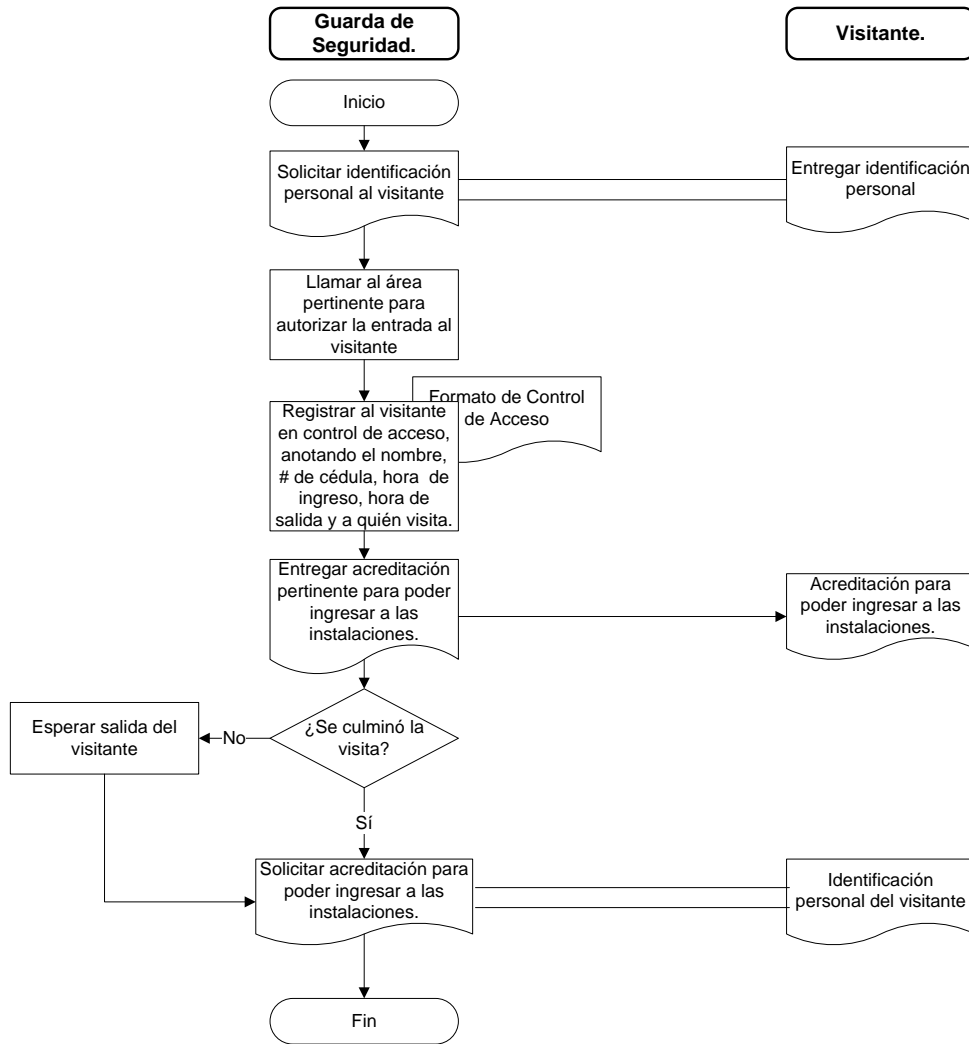 Guarda de
Seguridad.
Visitante.
Inicio
Solicitar identificación
personal al visitante
Entregar identificación
personal
Llamar al área
pertinente para
autorizar la entrada al
visitante
Formato de Control
de Acceso
Registrar al visitante
en control de acceso,
anotando el nombre,
# de cédula, hora de
ingreso, hora de
salida y a quién visita.
Entregar acreditación
pertinente para poder
ingresar a las
instalaciones.
Acreditación para
poder ingresar a las
instalaciones.
¿Se culminó la
visita?
No
Esperar salida del
visitante
Sí
Solicitar acreditación para
poder ingresar a las
instalaciones.
Identificación
personal del visitante
Fin